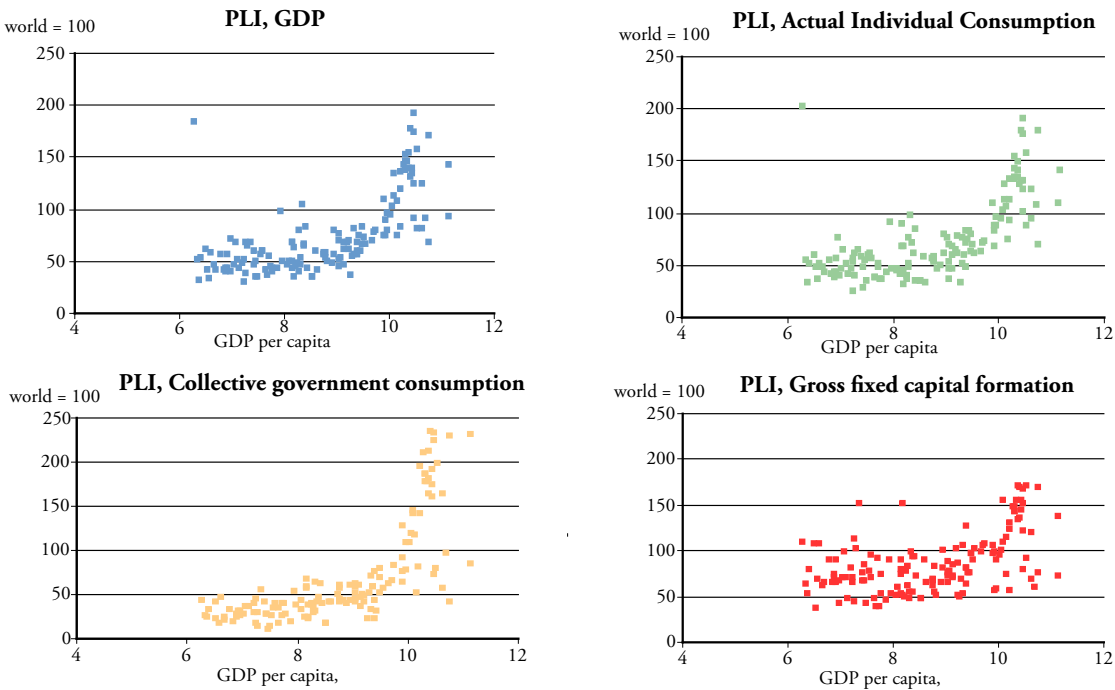 PLI, GDP
world = 100
250
200
150
100
50
0
4 6 8 10 12
GDP per capita
PLI, Actual Individual Consumption
world = 100
250
200
150
100
50
0
4 6 8 10 12
GDP per capita
PLI, Collective government consumption
world = 100
250
200
150
100
50
0
4 6 8 10 12
GDP per capita,
PLI, Gross fixed capital formation
world = 100
250
200
150
100
50
0
4 6 8 10 12
GDP per capita,